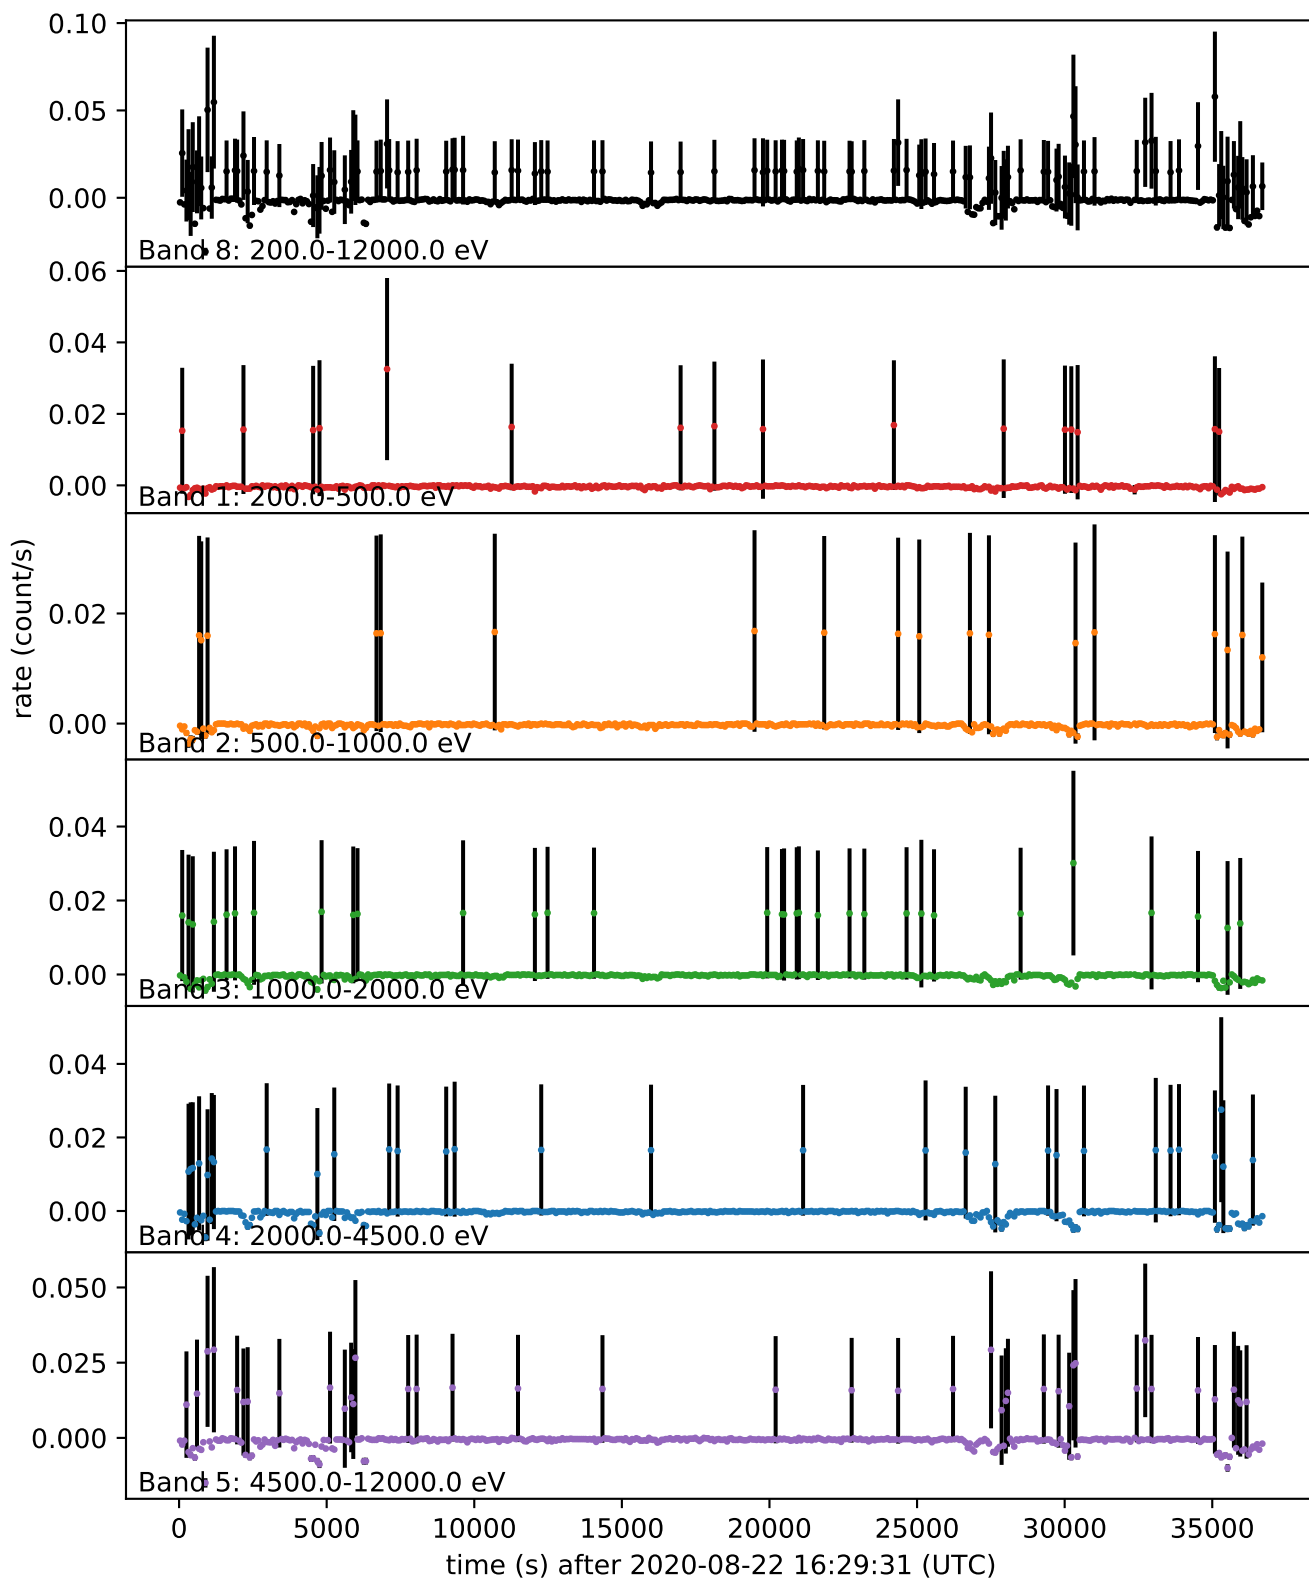 0.10
0.05
0.00
Band 8: 200.0-12000.0 eV
0.06
0.04
0.02
0.00
Band 1: 200.0-500.0 eV
rate (count/s)
0.02
0.00
Band 2: 500.0-1000.0 eV
0.04
0.02
0.00
Band 3: 1000.0-2000.0 eV
0.04
0.02
0.00
Band 4: 2000.0-4500.0 eV
0.050
0.025
0.000
Band 5: 4500.0-12000.0 eV
0 5000 10000 15000 20000 25000 30000 35000
time (s) after 2020-08-22 16:29:31 (UTC)